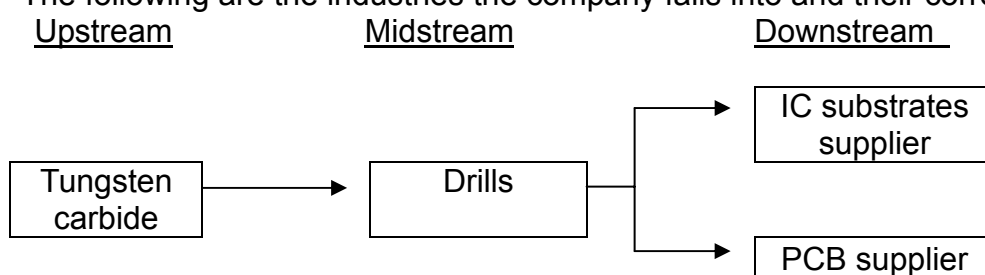 The following are the industries the company falls into and their
Upstream Midstream Downstream
IC substrates
supplier
Tungsten
carbide
Drills
PCB supplier